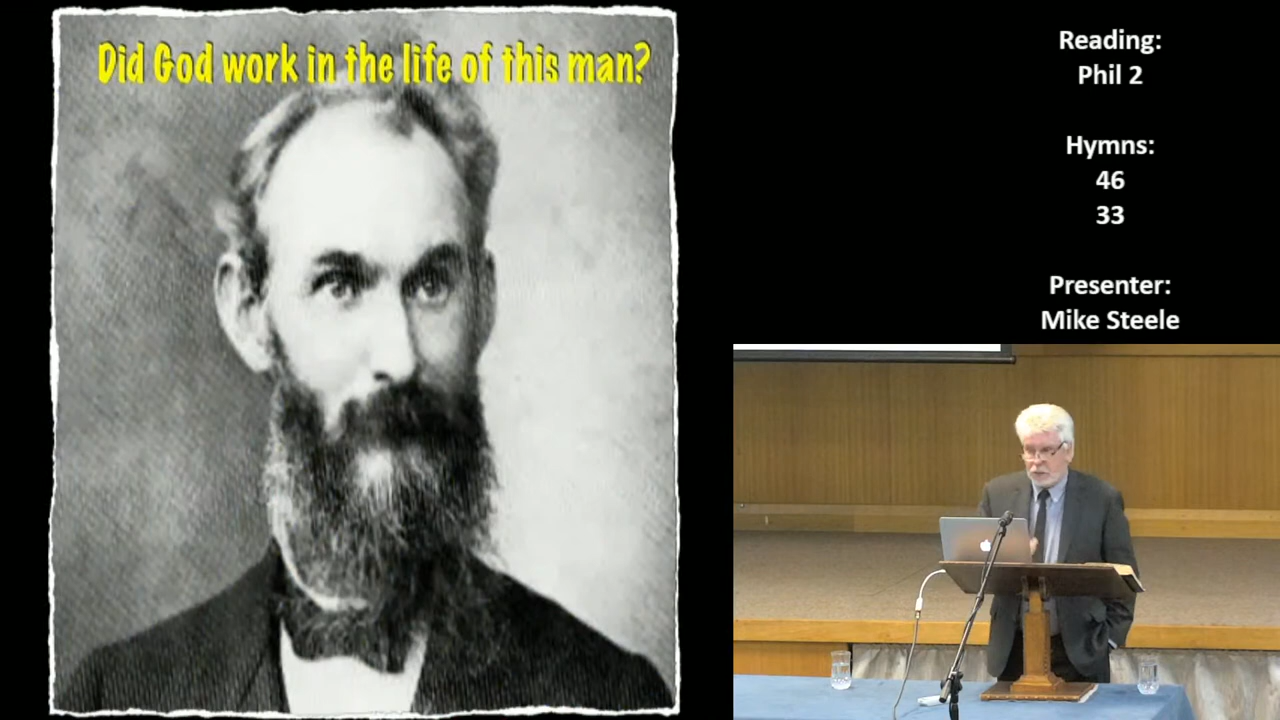 Did God work in the life of this man?
Reading:
Phil 2
Hymns:
46
33
Presenter:
Mike Steele